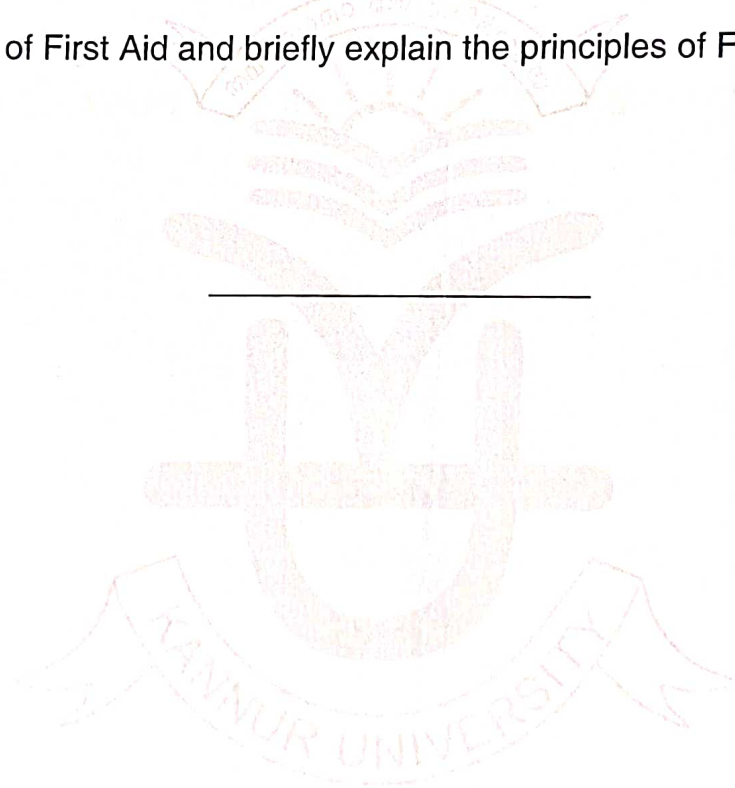 of First Aid and briefly explain the principles of F
KANNUR UNIVERSITY